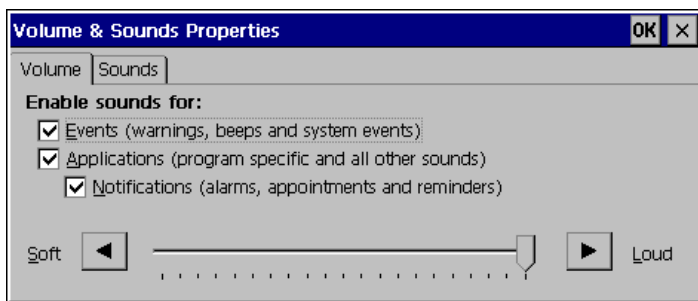 Volume & Sounds Properties OK ×
Volume Sounds
Enable sounds for:
Events (warnings, beeps and system events)
Applications (program specific and all other sounds)
Notifications (alarms, appointments and reminders)
Soft Loud